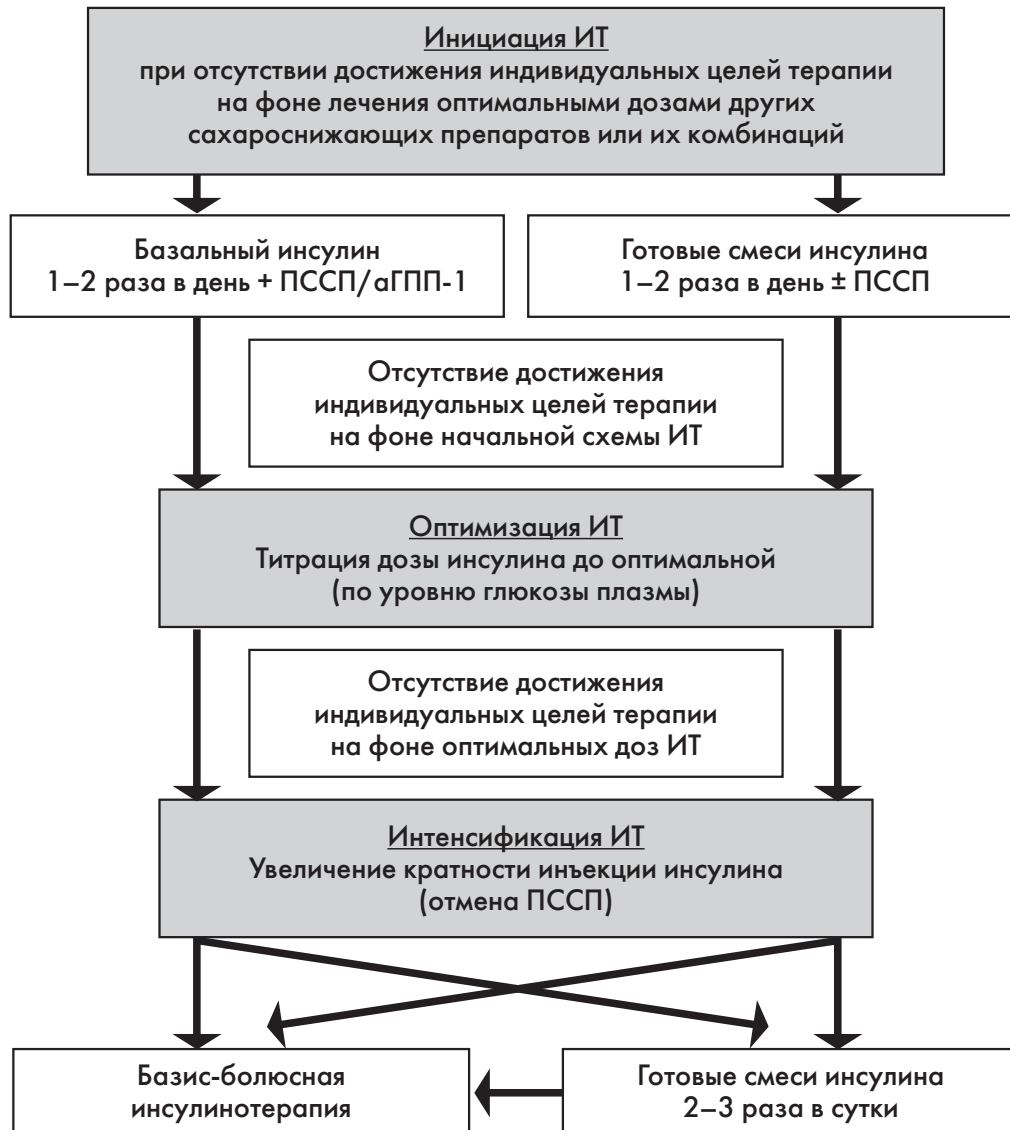 Инициация ИТ
при отсутствии достижения индивидуальных целей терапии
на фоне лечения оптимальными дозами других
сахароснижающих препаратов или их комбинаций
Базальный инсулин
1–2 раза в день + ПССП/аГПП-1
Готовые смеси инсулина
1–2 раза в день ± ПССП
Отсутствие достижения
индивидуальных целей терапии
на фоне начальной схемы ИТ
Оптимизация ИТ
Титрация дозы инсулина до оптимальной
(по уровню глюкозы плазмы)
Отсутствие достижения
индивидуальных целей терапии
на фоне оптимальных доз ИТ
Интенсификация ИТ
Увеличение кратности инъекции инсулина
(отмена ПССП)
Базис-болюсная
инсулинотерапия
Готовые смеси инсулина
2–3 раза в сутки